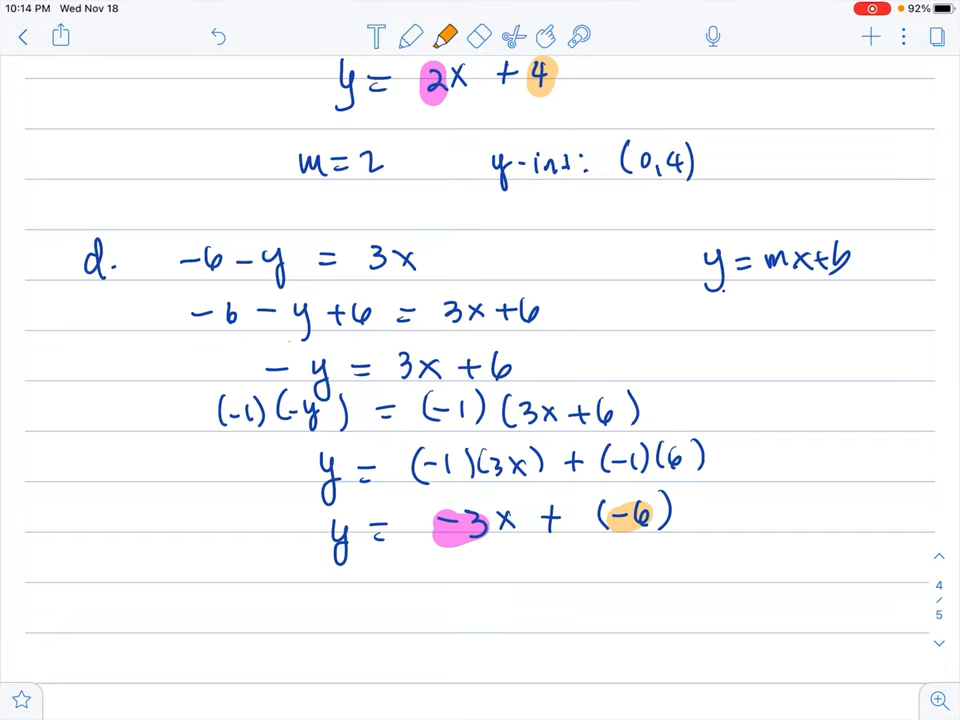 10:14 PM Wed Nov 18 92%
T
y = 2x + 4
m = 2 y-int: (0,4)
d. -6 - y = 3x y = mx+b
-6 - y + 6 = 3x + 6
-y = 3x + 6
(-1)(-y) = (-1)(3x + 6)
y = (-1)(3x) + (-1)(6)
y = -3x + (-6)
4
/
5